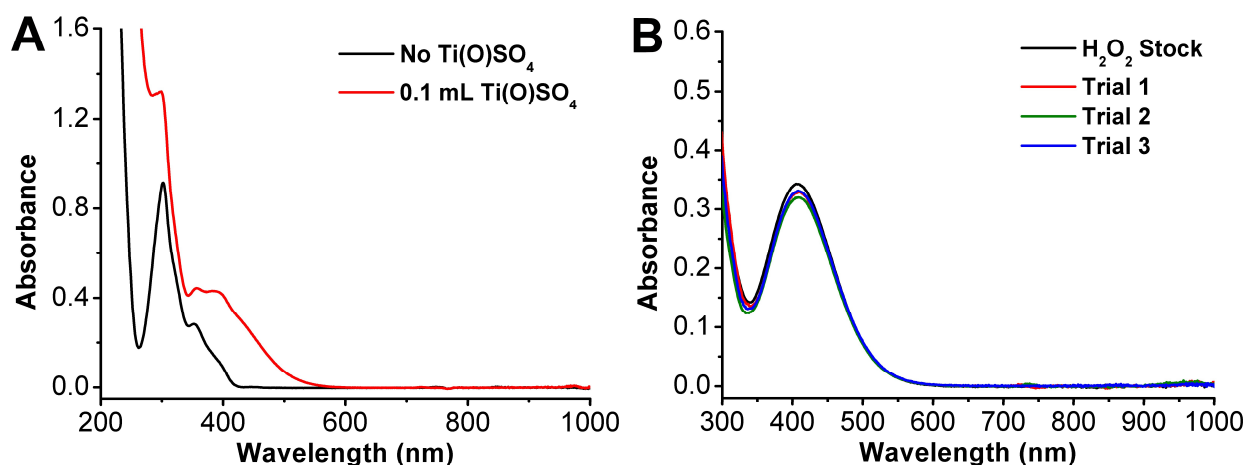 A
No Ti(O)SO₄
0.1 mL Ti(O)SO₄
Absorbance
1.6
1.2
0.8
0.4
0.0
200 400 600 800 1000
Wavelength (nm)
B
H₂O₂ Stock
Trial 1
Trial 2
Trial 3
Absorbance
0.6
0.5
0.4
0.3
0.2
0.1
0.0
300 400 500 600 700 800 900 1000
Wavelength (nm)